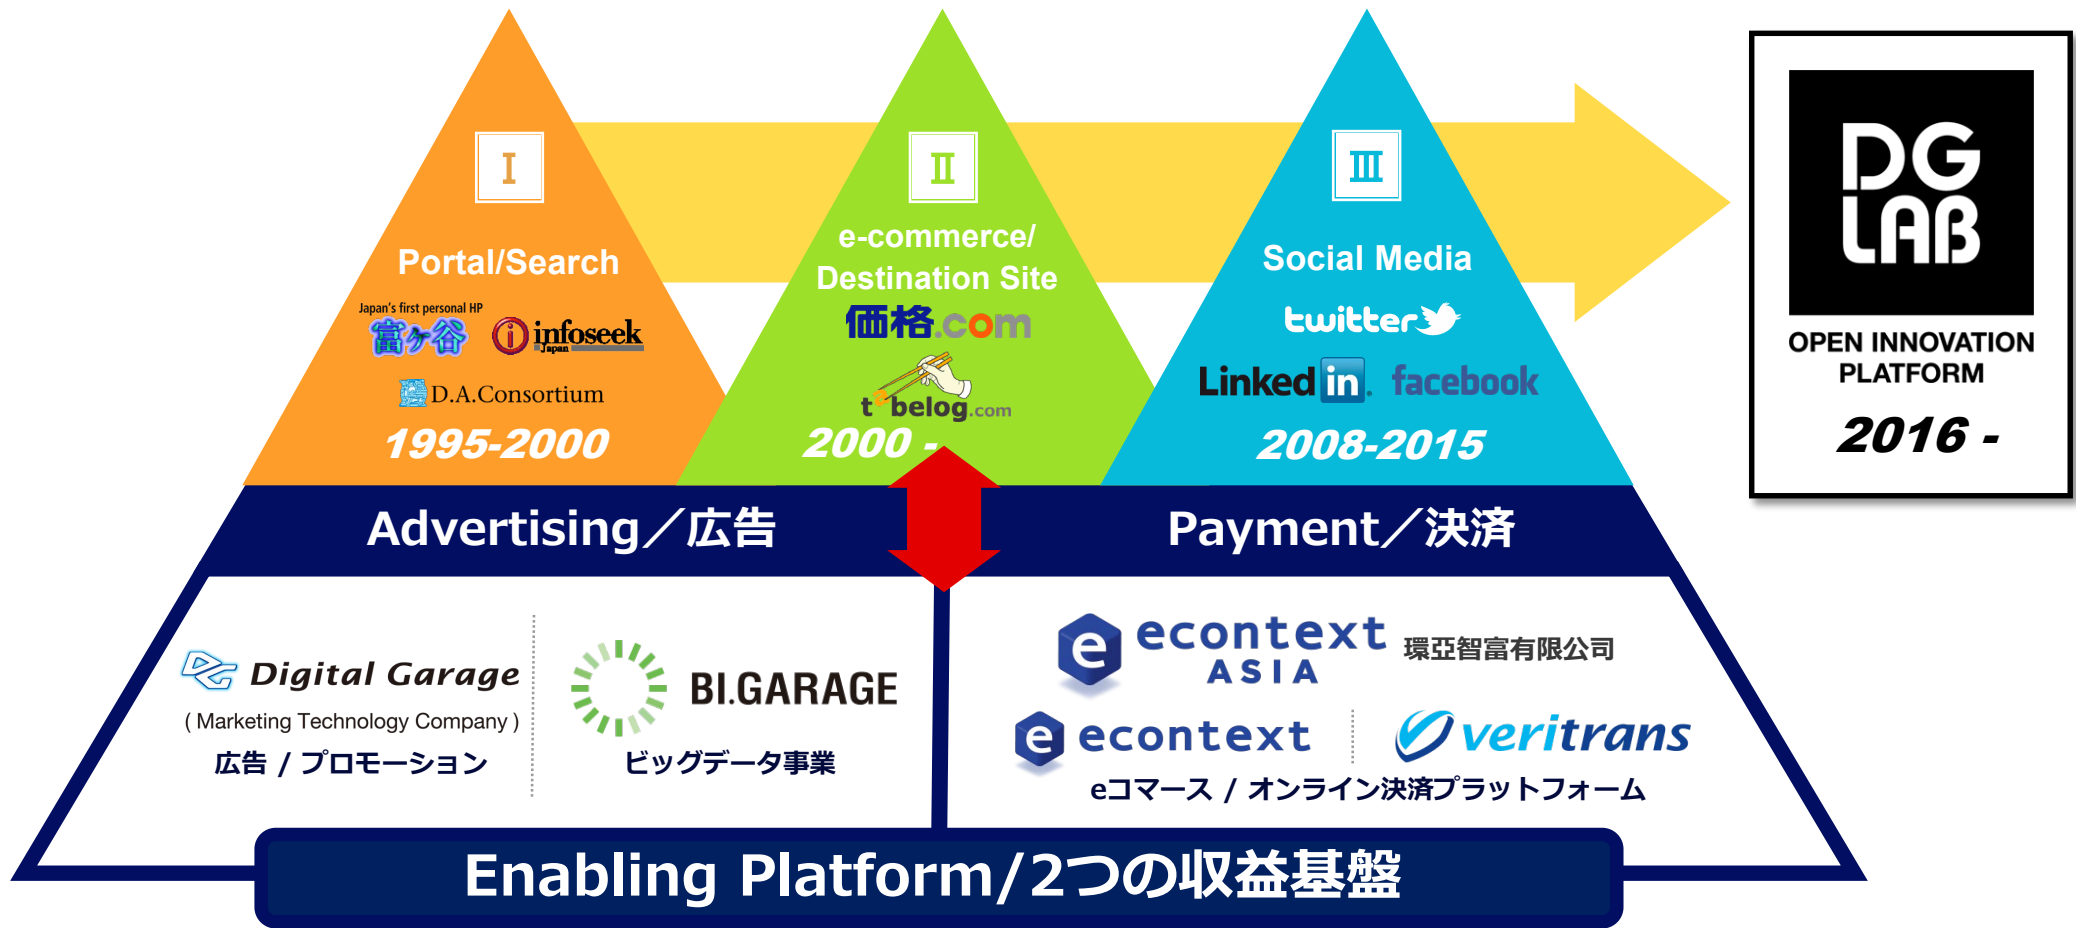 I
Portal/Search
Japan's first personal HP
富ヶ谷
infoseek
Japan
D.A.Consortium
1995-2000
II
e-commerce/
Destination Site
価格.com
tabelog.com
2000 -
III
Social Media
twitter
Linked in.
facebook
2008-2015
DG
LAB
OPEN INNOVATION
PLATFORM
2016 -
Advertising／広告
Payment／決済
Digital Garage
( Marketing Technology Company )
広告 / プロモーション
BI.GARAGE
ビッグデータ事業
econtext
ASIA
環亞智富有限公司
econtext
veritrans
eコマース / オンライン決済プラットフォーム
Enabling Platform/2つの収益基盤